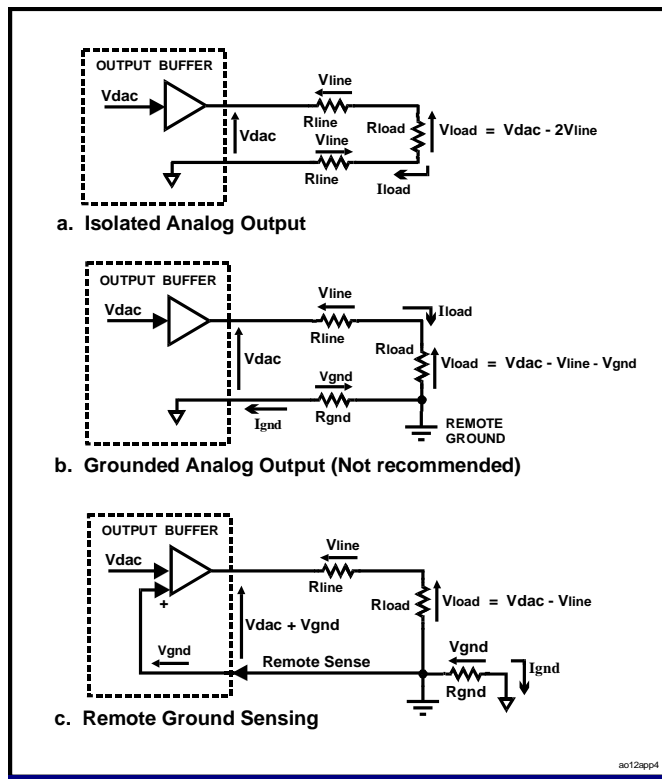 OUTPUT BUFFER
Vdac
Vline
Rline
Vdac
Vline
Rline
Rload
Vload = Vdac - 2Vline
Iload
a. Isolated Analog Output
OUTPUT BUFFER
Vdac
Vline
Rline
Iload
Vdac
Rload
Vload = Vdac - Vline - Vgnd
Vgnd
Rgnd
Ignd
REMOTE
GROUND
b. Grounded Analog Output (Not recommended)
OUTPUT BUFFER
Vdac
+
Vline
Rline
Rload
Vload = Vdac - Vline
Vdac + Vgnd
Vgnd
Remote Sense
Vgnd
Rgnd
Ignd
c. Remote Ground Sensing
ao12app4